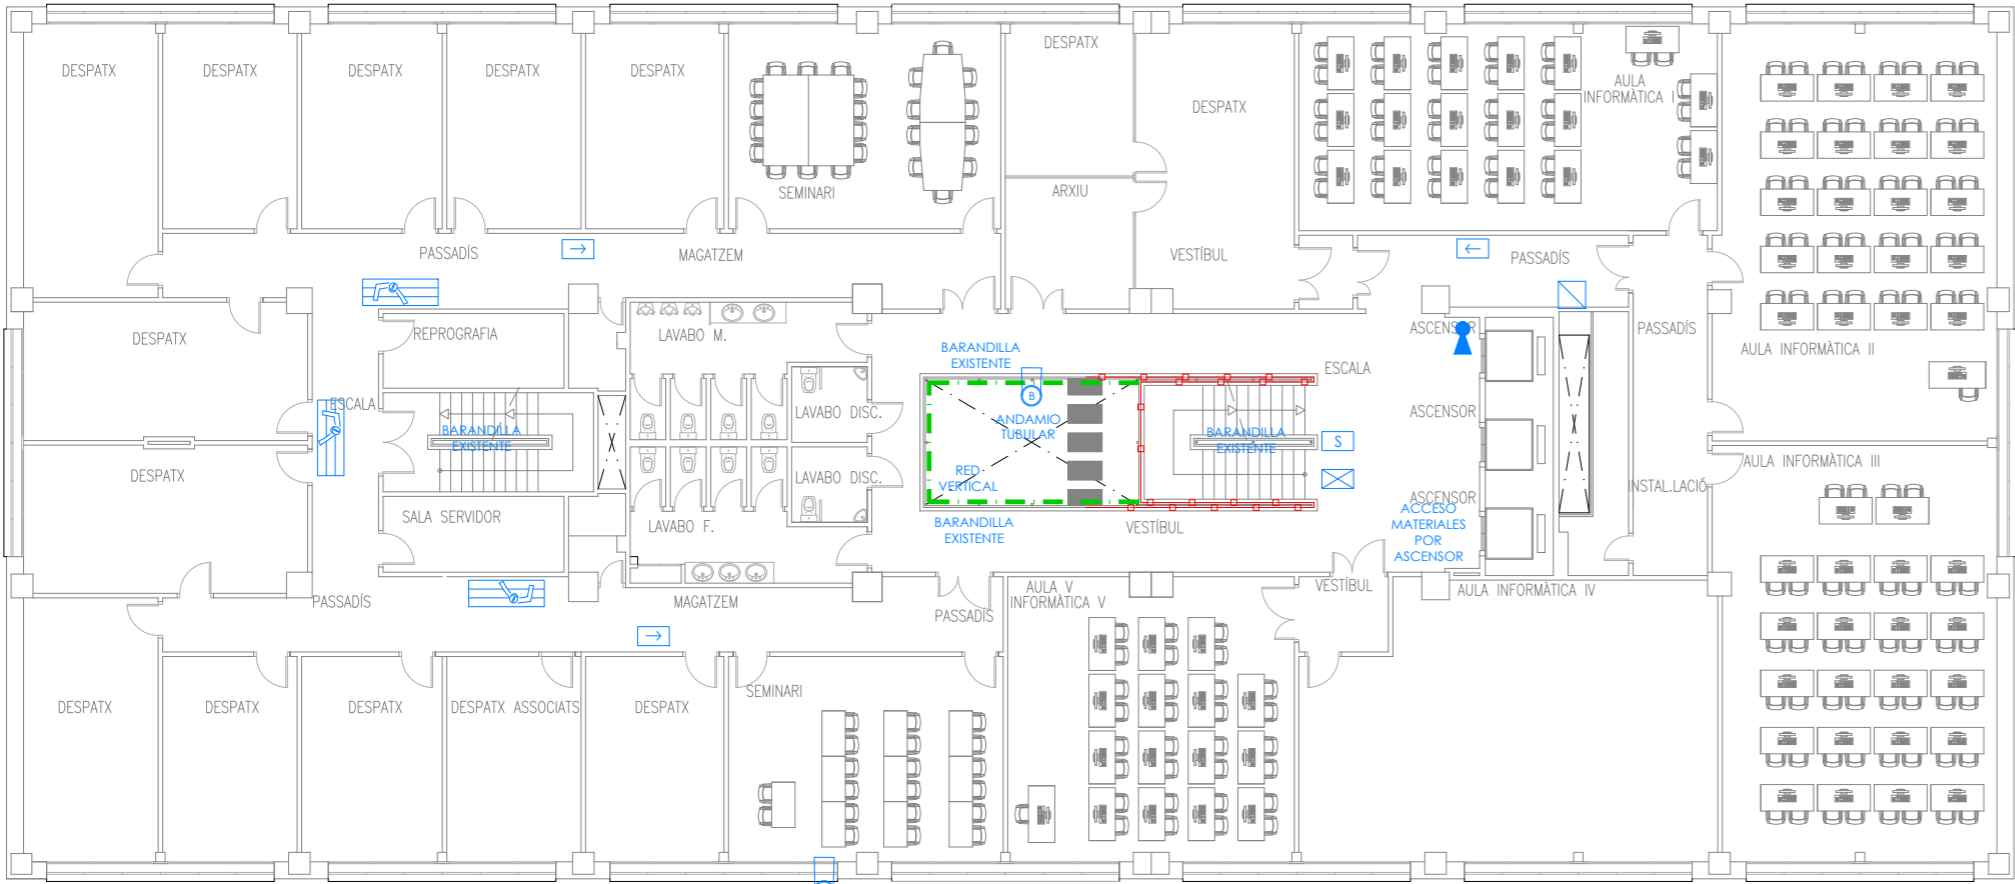 DESPATX
DESPATX
DESPATX
DESPATX
DESPATX
SEMINARI
DESPATX
ARXIU
DESPATX
AULA
INFORMÀTICA I
PASSADÍS
MAGATZEM
VESTÍBUL
PASSADÍS
DESPATX
REPROGRAFIA
LAVABO M.
BARANDILLA
EXISTENTE
ASCENSOR
PASSADÍS
AULA INFORMÀTICA II
ESCALA
ESCALA
BARANDILLA
EXISTENTE
LAVABO DISC.
B
ANDAMIO
TUBULAR
BARANDILLA
EXISTENTE
S
ASCENSOR
DESPATX
LAVABO DISC.
RED
VERTICAL
AULA INFORMÀTICA III
INSTAL.LACIÓ
SALA SERVIDOR
LAVABO F.
BARANDILLA
EXISTENTE
VESTÍBUL
ASCENSOR
ACCESO
MATERIALES
POR
ASCENSOR
PASSADÍS
MAGATZEM
PASSADÍS
AULA V
INFORMÀTICA V
VESTÍBUL
AULA INFORMÀTICA IV
DESPATX
DESPATX
DESPATX
DESPATX ASSOCIATS
DESPATX
SEMINARI